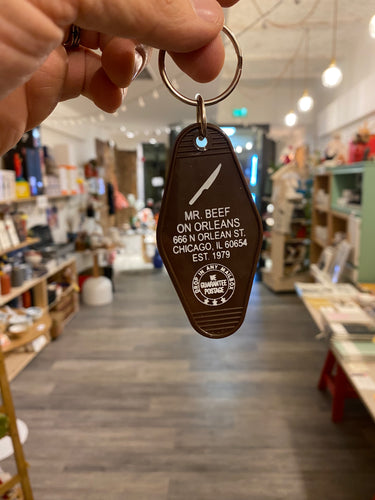 MR. BEEF
ON ORLEANS
666 N ORLEAN ST.
CHICAGO, IL 60654
EST. 1979
DROP IN ANY MAILBOX
WE
GUARANTEE
POSTAGE